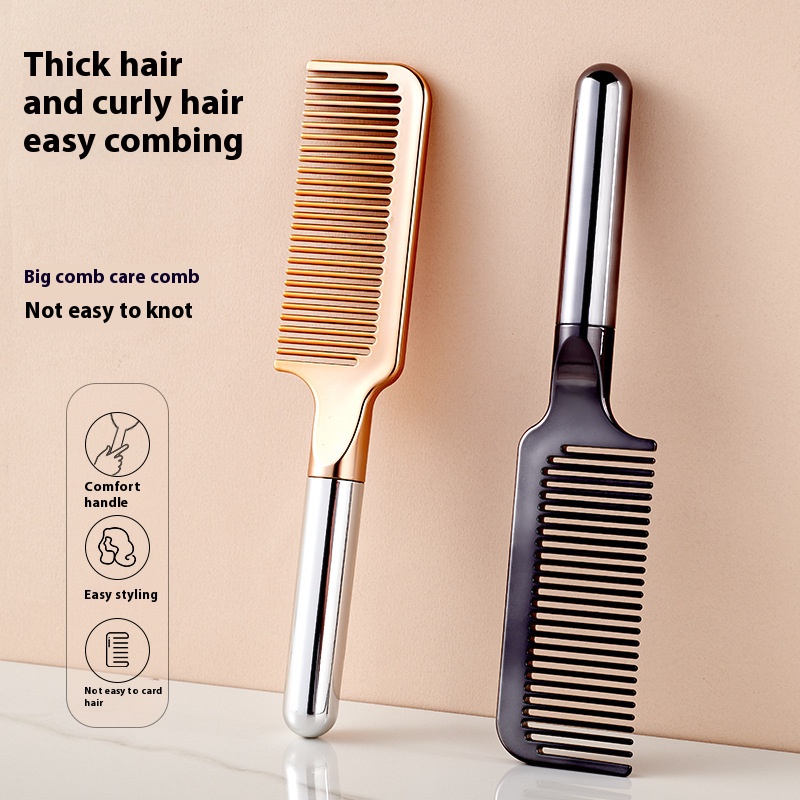 Thick hair
and curly hair
easy combing
Big comb care comb
Not easy to knot
Comfort
handle
Easy styling
Not easy to card
hair